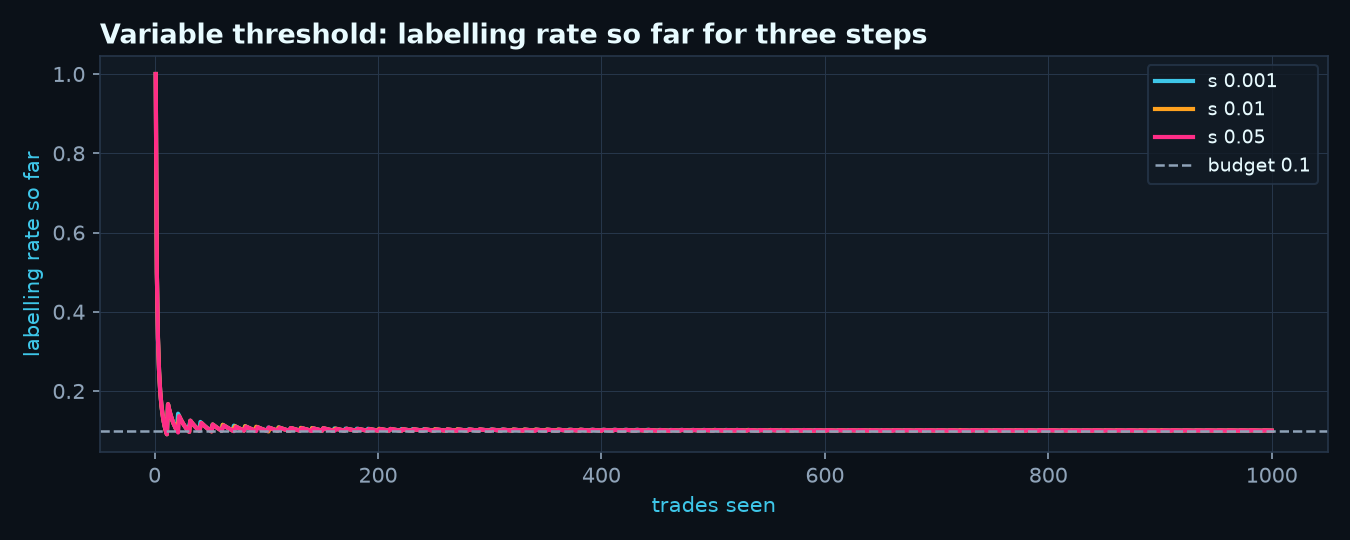 Variable threshold: labelling rate so far for three steps
1.0
0.8
0.6
0.4
0.2
labelling rate so far
s 0.001
s 0.01
s 0.05
budget 0.1
0 200 400 600 800 1000
trades seen